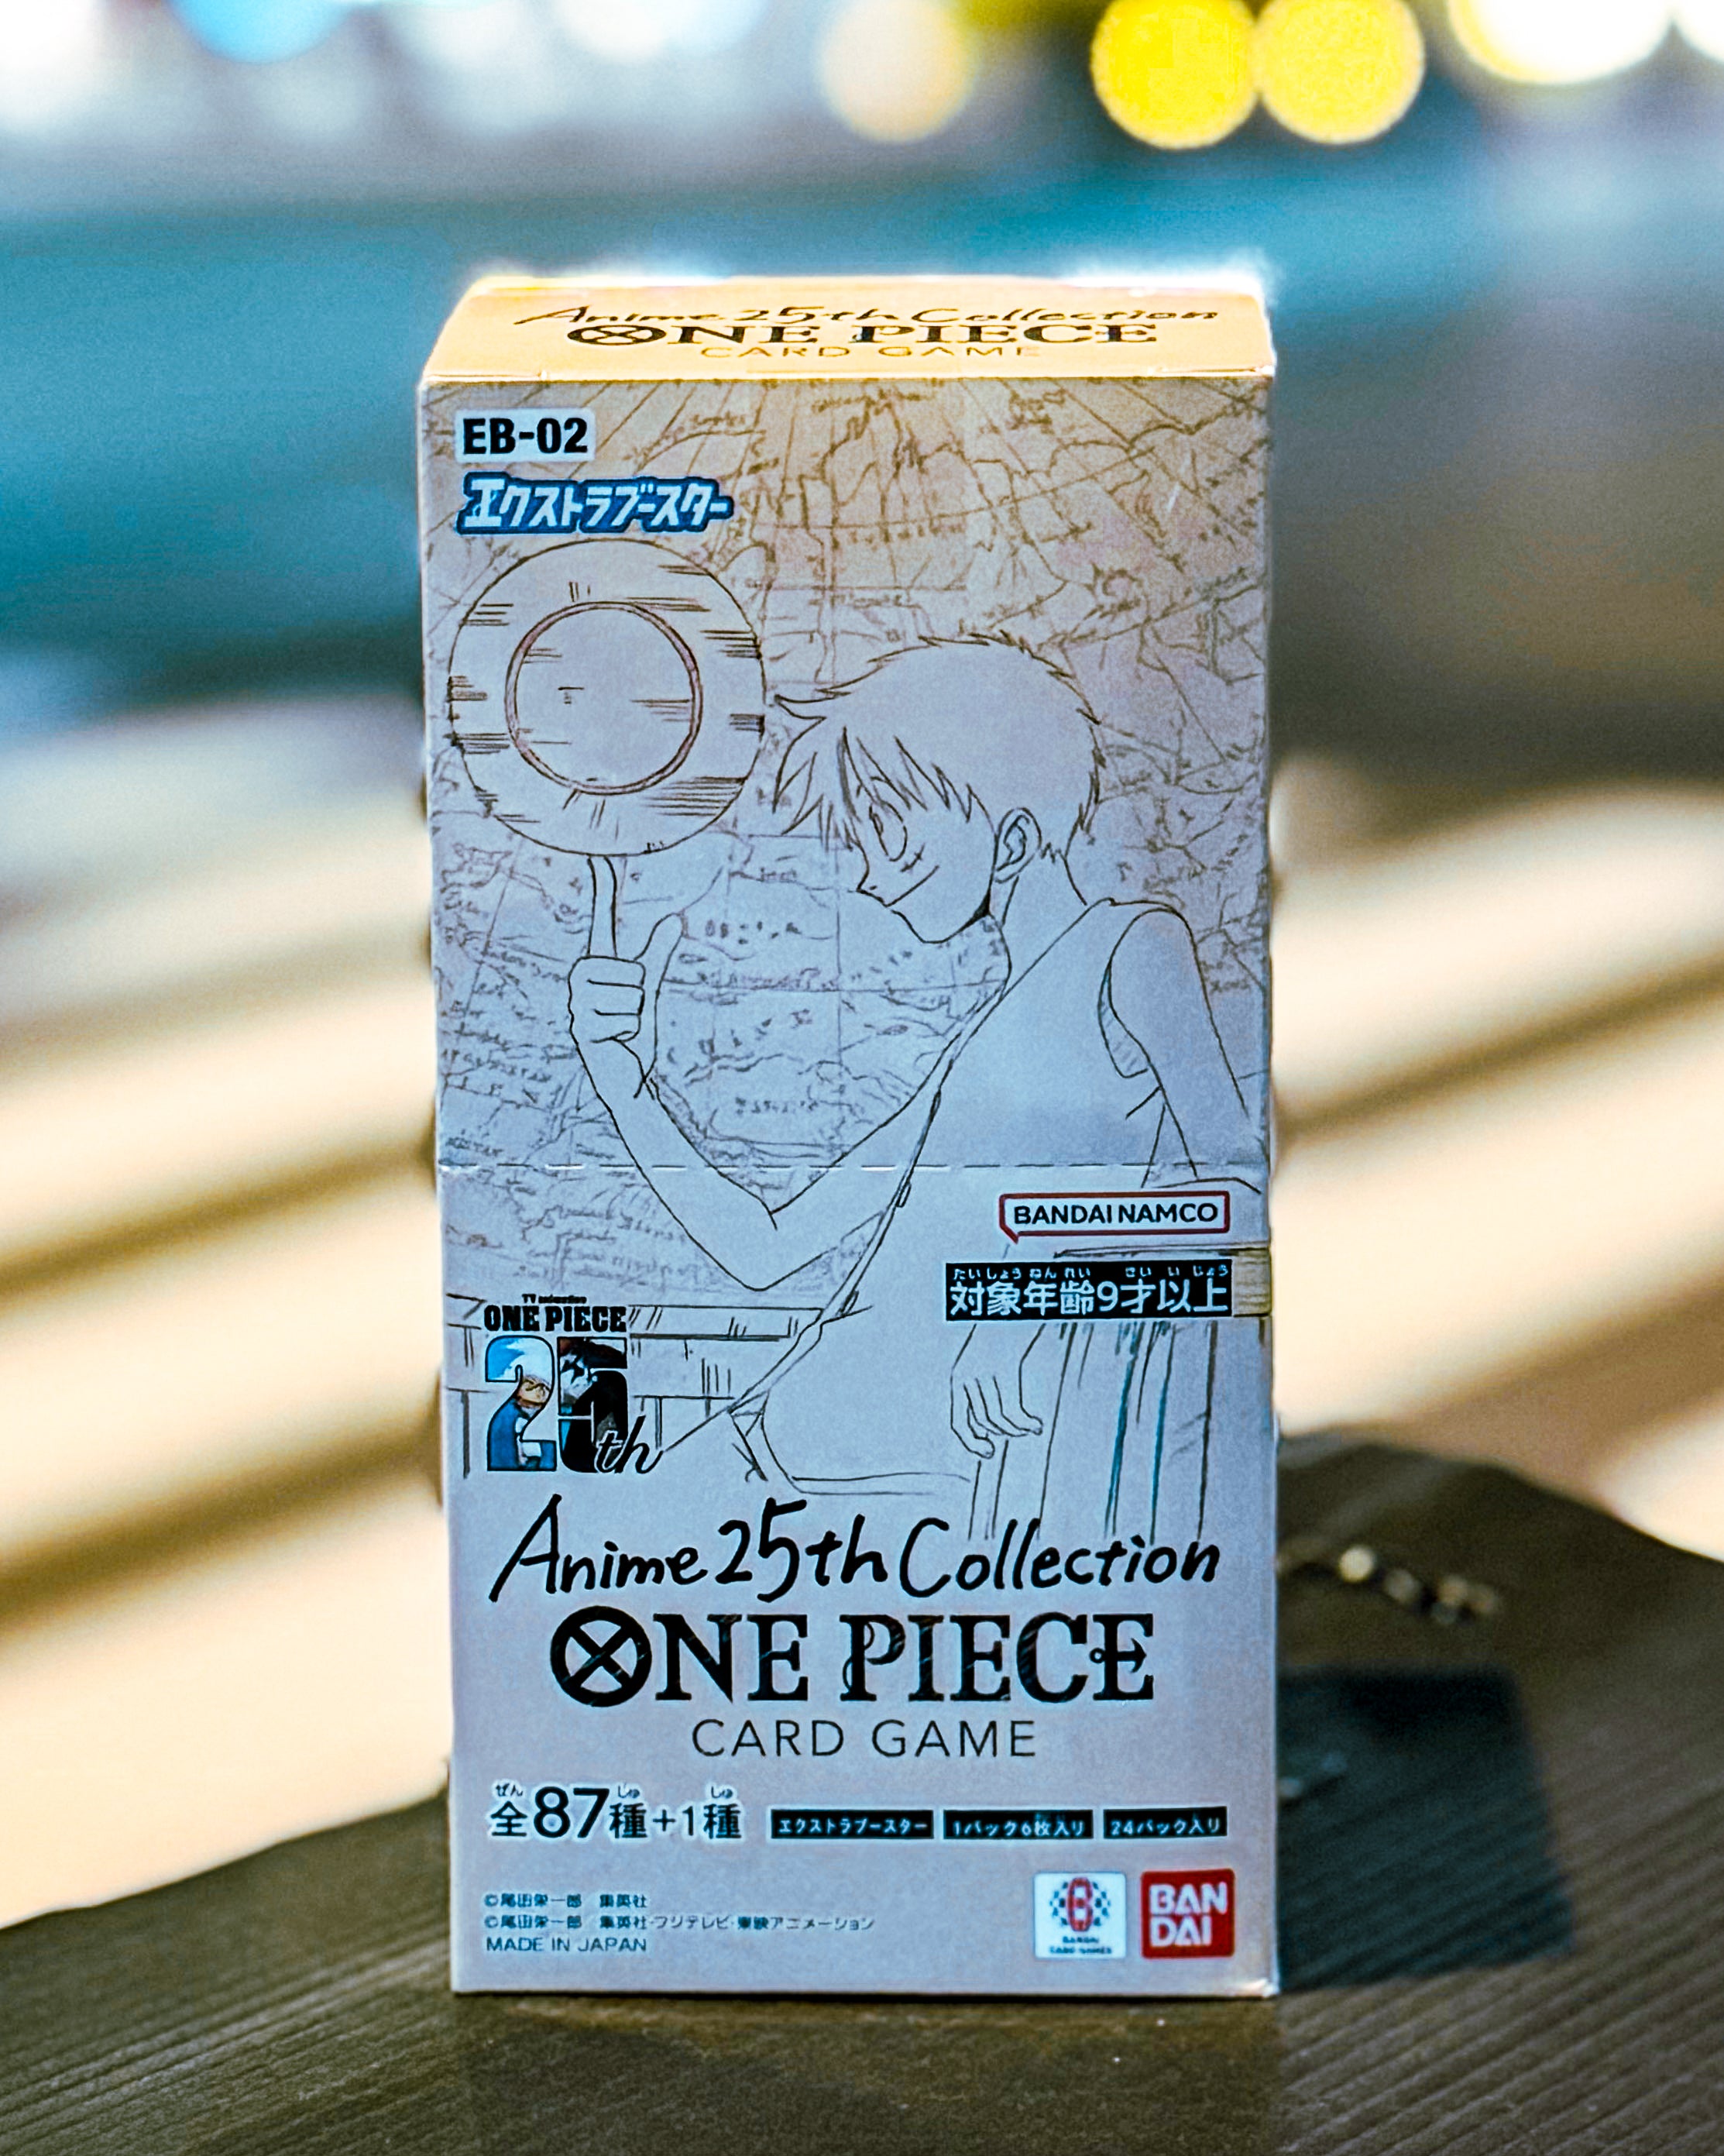 Anime 25th Collection
ONE PIECE
CARD GAME
EB-02
エクストラブースター
BANDAI NAMCO
たいしょうねんれい さいいじょう
対象年齢9才以上
TV animation
ONE PIECE
25th
Anime 25th Collection
ONE PIECE
CARD GAME
ぜん しゅ しゅ
全87種+1種
エクストラブースター 1パック6枚入り 24パック入り
©尾田栄一郎 集英社
©尾田栄一郎 集英社・フジテレビ・東映アニメーション
MADE IN JAPAN
BANDAI
CARD GAMES
BAN
DAI